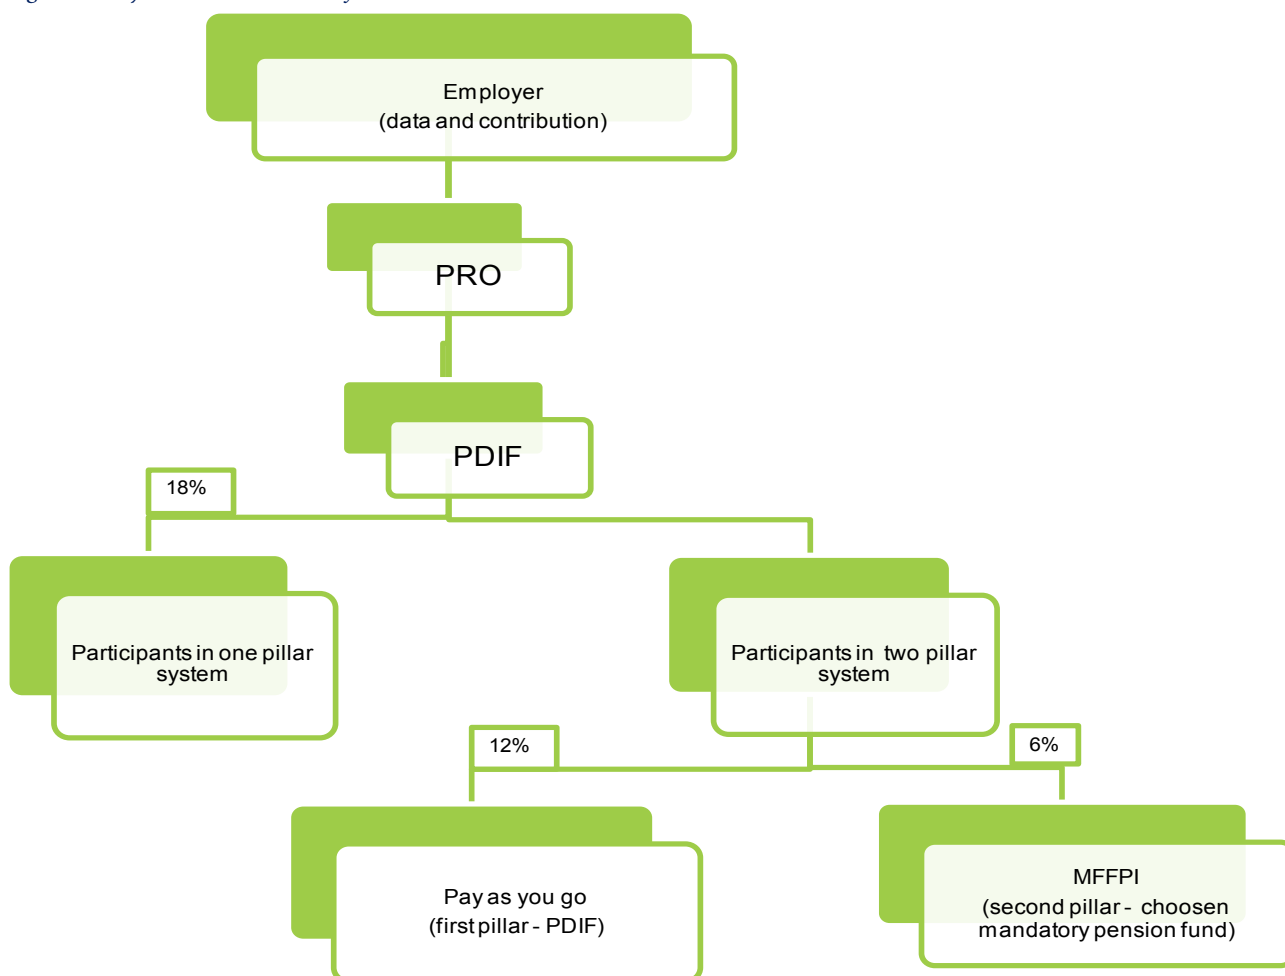 Employer
(data and contribution)
PRO
PDIF
18%
Participants in one pillar
system
Participants in two pillar
system
12%
6%
Pay as you go
(first pillar - PDIF)
MFFPI
(second pillar - choosen
mandatory pension fund)